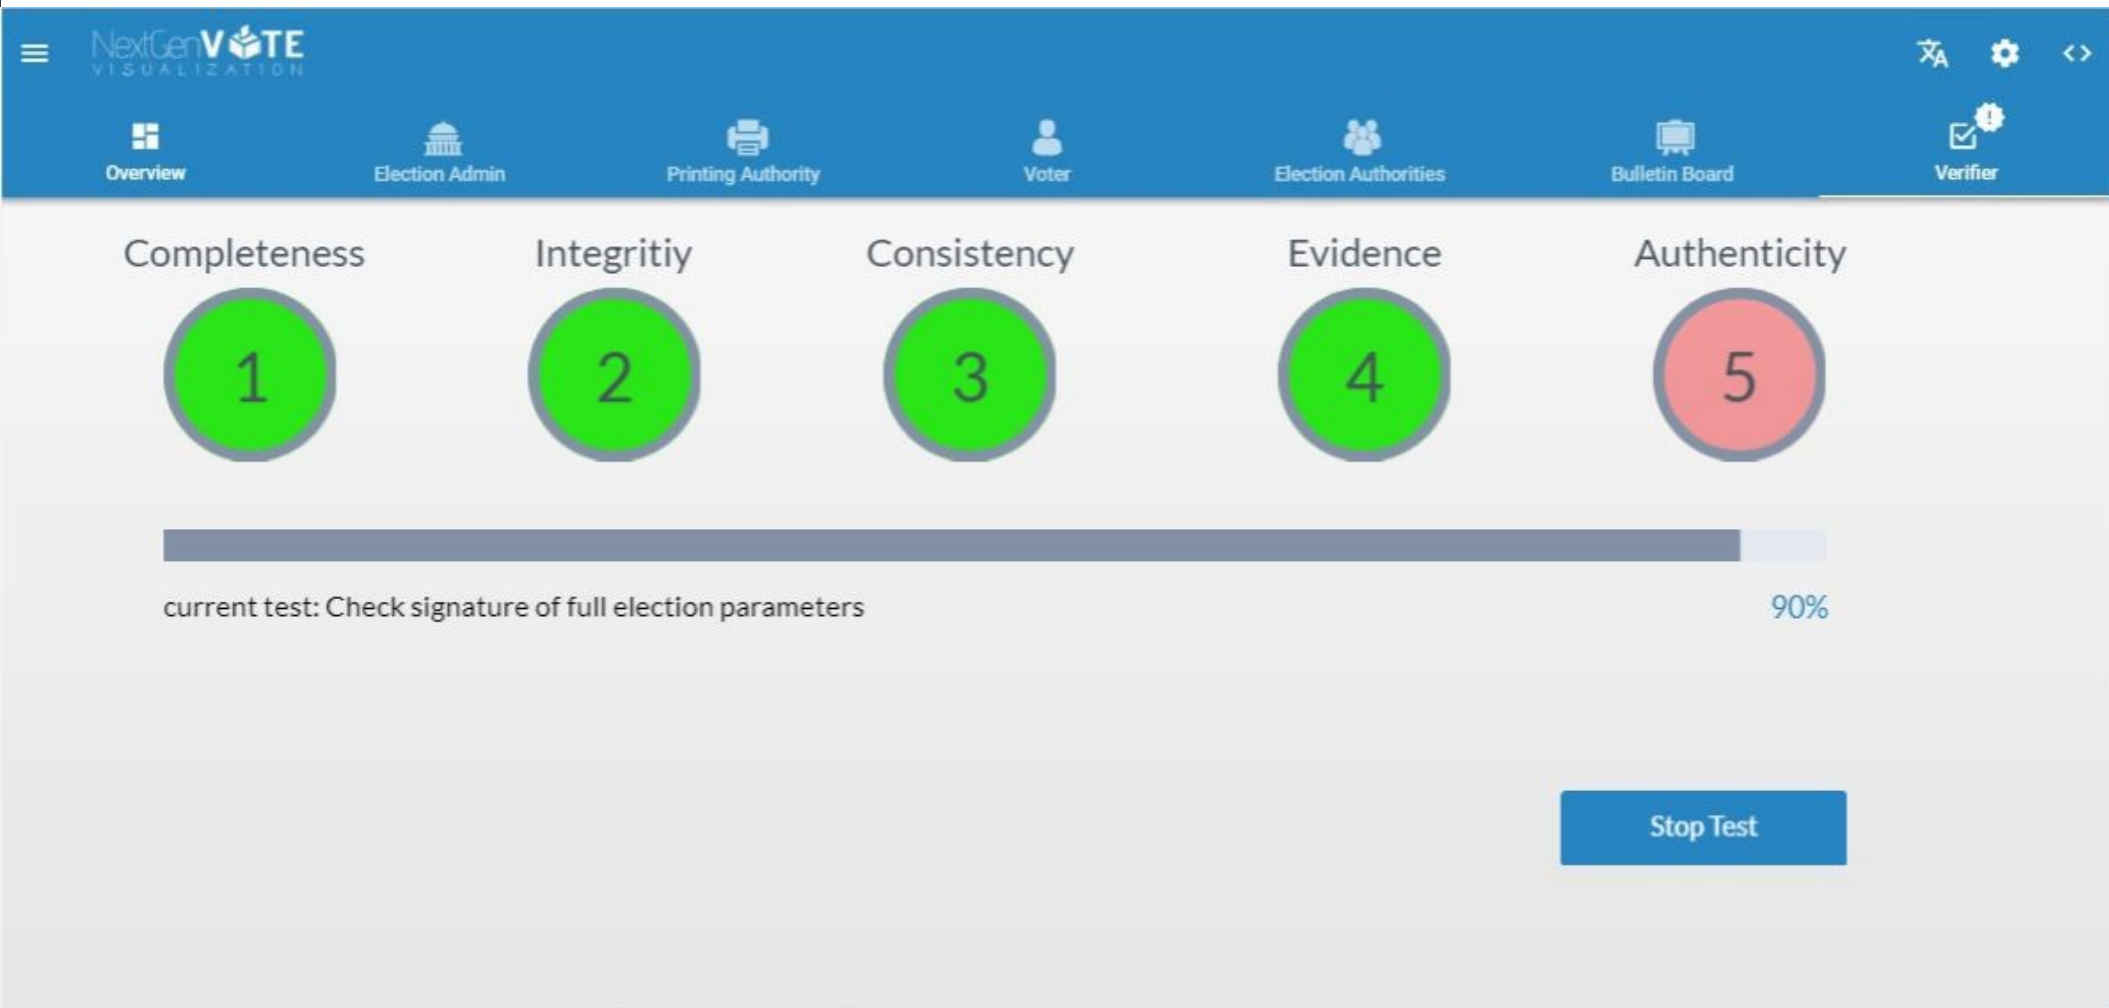 NextGenVOTE
VISUALIZATION
Overview
Election Admin
Printing Authority
Voter
Election Authorities
Bulletin Board
!
Verifier
Completeness
Integritiy
Consistency
Evidence
Authenticity
1
2
3
4
5
current test: Check signature of full election parameters
90%
Stop Test